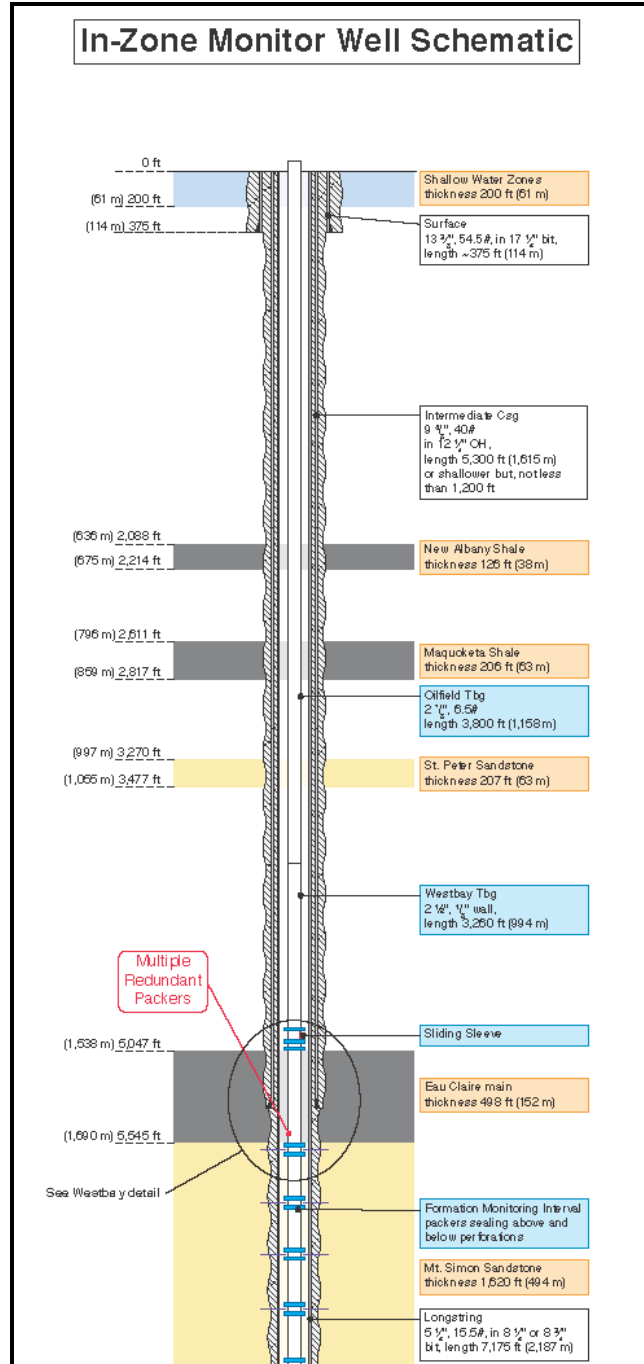 In-Zone Monitor Well Schematic
0 ft
(61 m) 200 ft
(114 m) 375 ft
Shallow Water Zones
thickness 200 ft (61 m)
Surface
13 3/8", 54.5#, in 17 1/2" bit,
length ~375 ft (114 m)
Intermediate Csg
9 5/8", 40#
in 12 1/4" OH,
length 5,300 ft (1,615 m)
or shallower but, not less
than 1,200 ft
(636 m) 2,088 ft
(675 m) 2,214 ft
New Albany Shale
thickness 126 ft (38 m)
(796 m) 2,611 ft
(859 m) 2,817 ft
Maquoketa Shale
thickness 206 ft (63 m)
Oilfield Tbg
2 7/8", 6.5#
length 3,800 ft (1,158 m)
(997 m) 3,270 ft
(1,055 m) 3,477 ft
St. Peter Sandstone
thickness 207 ft (63 m)
Westbay Tbg
2 1/2", wall,
length 3,260 ft (994 m)
Multiple
Redundant
Packers
Sliding Sleeve
(1,538 m) 5,047 ft
Eau Claire main
thickness 498 ft (152 m)
(1,690 m) 5,545 ft
See Westbay detail
Formation Monitoring Interval
packers sealing above and
below perforations
Mt. Simon Sandstone
thickness 1,620 ft (494 m)
Longstring
5 1/2", 15.5#, in 8 1/2" or 8 3/4"
bit, length 7,175 ft (2,187 m)